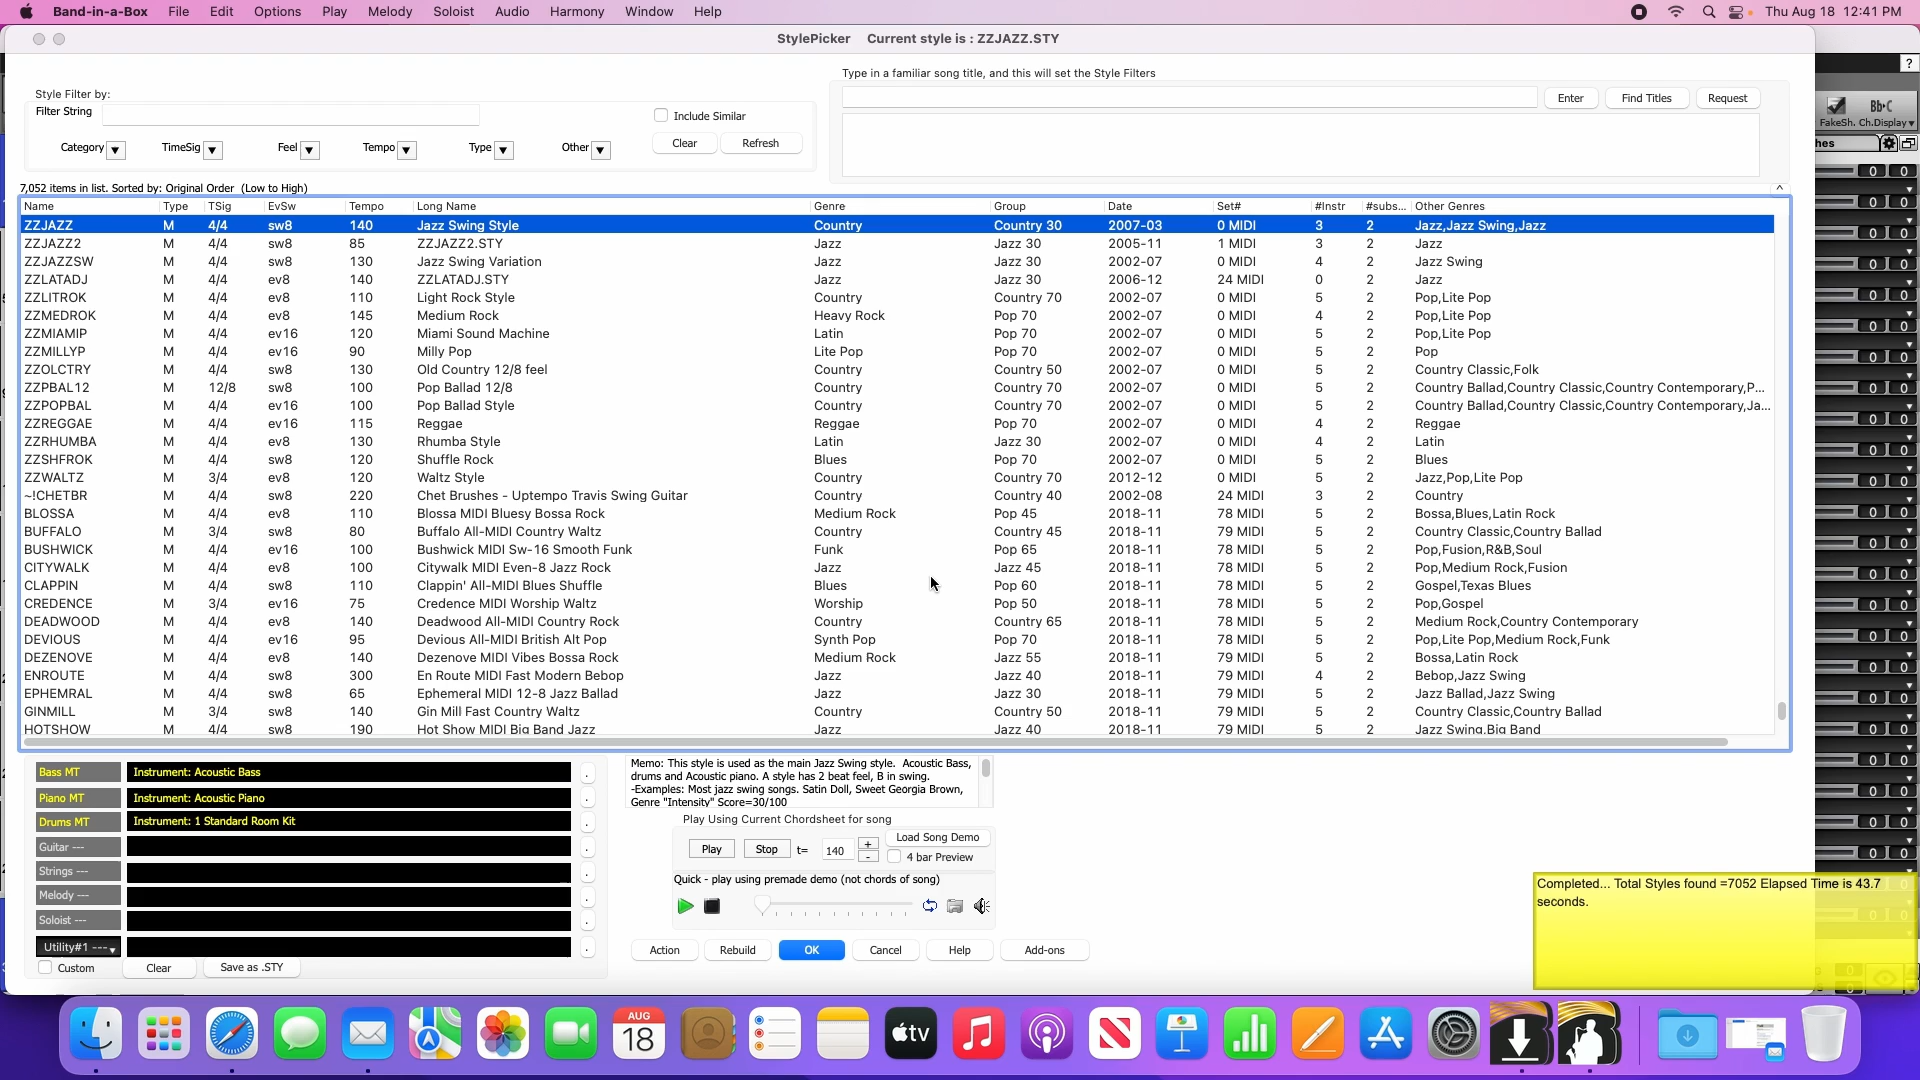 Band-in-a-Box File Edit Options Play Melody Soloist Audio Harmony Window Help Thu Aug 18 12:41 PM
StylePicker Current style is : ZZJAZZ.STY
?
Type in a familiar song title, and this will set the Style Filters
Style Filter by:
Filter String
Include Similar
Enter Find Titles Request
Bb›C
FakeSh. Ch.Display
Category TimeSig Feel Tempo Type Other Clear Refresh
hes
7,052 items in list. Sorted by: Original Order (Low to High)
Name Type TSig EvSw Tempo Long Name Genre Group Date Set# #Instr #subs... Other Genres
ZZJAZZ M 4/4 sw8 140 Jazz Swing Style Country Country 30 2007-03 0 MIDI 3 2 Jazz,Jazz Swing,Jazz
ZZJAZZ2 M 4/4 sw8 85 ZZJAZZ2.STY Jazz Jazz 30 2005-11 1 MIDI 3 2 Jazz
ZZJAZZSW M 4/4 sw8 130 Jazz Swing Variation Jazz Jazz 30 2002-07 0 MIDI 4 2 Jazz Swing
ZZLATADJ M 4/4 ev8 140 ZZLATADJ.STY Jazz Jazz 30 2006-12 24 MIDI 0 2 Jazz
ZZLITROK M 4/4 ev8 110 Light Rock Style Country Country 70 2002-07 0 MIDI 5 2 Pop,Lite Pop
ZZMEDROK M 4/4 ev8 145 Medium Rock Heavy Rock Pop 70 2002-07 0 MIDI 4 2 Pop,Lite Pop
ZZMIAMIP M 4/4 ev16 120 Miami Sound Machine Latin Pop 70 2002-07 0 MIDI 5 2 Pop,Lite Pop
ZZMILLYP M 4/4 ev16 90 Milly Pop Lite Pop Pop 70 2002-07 0 MIDI 5 2 Pop
ZZOLCTRY M 4/4 sw8 130 Old Country 12/8 feel Country Country 50 2002-07 0 MIDI 5 2 Country Classic,Folk
ZZPBAL12 M 12/8 sw8 100 Pop Ballad 12/8 Country Country 70 2002-07 0 MIDI 5 2 Country Ballad,Country Classic,Country Contemporary,P...
ZZPOPBAL M 4/4 ev16 100 Pop Ballad Style Country Country 70 2002-07 0 MIDI 5 2 Country Ballad,Country Classic,Country Contemporary,Ja...
ZZREGGAE M 4/4 ev16 115 Reggae Reggae Pop 70 2002-07 0 MIDI 4 2 Reggae
ZZRHUMBA M 4/4 ev8 130 Rhumba Style Latin Jazz 30 2002-07 0 MIDI 4 2 Latin
ZZSHFROK M 4/4 sw8 120 Shuffle Rock Blues Pop 70 2002-07 0 MIDI 5 2 Blues
ZZWALTZ M 3/4 ev8 120 Waltz Style Country Country 70 2012-12 0 MIDI 5 2 Jazz,Pop,Lite Pop
~!CHETBR M 4/4 sw8 220 Chet Brushes - Uptempo Travis Swing Guitar Country Country 40 2002-08 24 MIDI 3 2 Country
BLOSSA M 4/4 ev8 110 Blossa MIDI Bluesy Bossa Rock Medium Rock Pop 45 2018-11 78 MIDI 5 2 Bossa,Blues,Latin Rock
BUFFALO M 3/4 sw8 80 Buffalo All-MIDI Country Waltz Country Country 45 2018-11 79 MIDI 5 2 Country Classic,Country Ballad
BUSHWICK M 4/4 ev16 100 Bushwick MIDI Sw-16 Smooth Funk Funk Pop 65 2018-11 78 MIDI 5 2 Pop,Fusion,R&B,Soul
CITYWALK M 4/4 ev8 100 Citywalk MIDI Even-8 Jazz Rock Jazz Jazz 45 2018-11 78 MIDI 5 2 Pop,Medium Rock,Fusion
CLAPPIN M 4/4 sw8 110 Clappin' All-MIDI Blues Shuffle Blues Pop 60 2018-11 78 MIDI 5 2 Gospel,Texas Blues
CREDENCE M 3/4 ev16 75 Credence MIDI Worship Waltz Worship Pop 50 2018-11 78 MIDI 5 2 Pop,Gospel
DEADWOOD M 4/4 ev8 140 Deadwood All-MIDI Country Rock Country Country 65 2018-11 78 MIDI 5 2 Medium Rock,Country Contemporary
DEVIOUS M 4/4 ev16 95 Devious All-MIDI British Alt Pop Synth Pop Pop 70 2018-11 78 MIDI 5 2 Pop,Lite Pop,Medium Rock,Funk
DEZENOVE M 4/4 ev8 140 Dezenove MIDI Vibes Bossa Rock Medium Rock Jazz 55 2018-11 79 MIDI 5 2 Bossa,Latin Rock
ENROUTE M 4/4 sw8 300 En Route MIDI Fast Modern Bebop Jazz Jazz 40 2018-11 79 MIDI 4 2 Bebop,Jazz Swing
EPHEMRAL M 4/4 sw8 65 Ephemeral MIDI 12-8 Jazz Ballad Jazz Jazz 30 2018-11 79 MIDI 5 2 Jazz Ballad,Jazz Swing
GINMILL M 3/4 sw8 140 Gin Mill Fast Country Waltz Country Country 50 2018-11 79 MIDI 5 2 Country Classic,Country Ballad
HOTSHOW M 4/4 sw8 190 Hot Show MIDI Big Band Jazz Jazz Jazz 40 2018-11 79 MIDI 5 2 Jazz Swing,Big Band
Bass MT Instrument: Acoustic Bass
Piano MT Instrument: Acoustic Piano
Drums MT Instrument: 1 Standard Room Kit
Guitar ---
Strings ---
Melody ---
Soloist ---
Utility#1 ---
Custom Clear Save as .STY
Memo: This style is used as the main Jazz Swing style. Acoustic Bass,
drums and Acoustic piano. A style has 2 beat feel, B in swing.
-Examples: Most jazz swing songs. Satin Doll, Sweet Georgia Brown,
Genre "Intensity" Score=30/100
Play Using Current Chordsheet for song
Play Stop t= 140 + - Load Song Demo
4 bar Preview
Quick - play using premade demo (not chords of song)
Action Rebuild OK Cancel Help Add-ons
Completed... Total Styles found =7052 Elapsed Time is 43.7
seconds.
AUG
18
tv